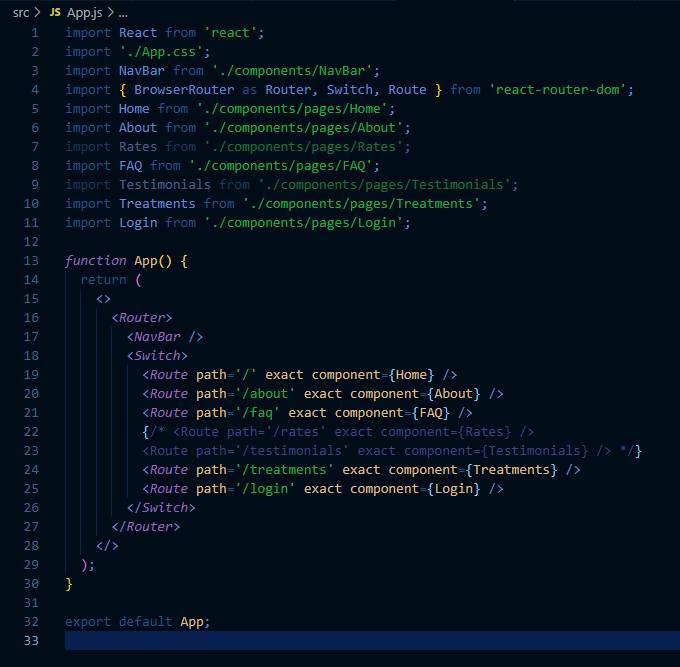 src > JS App.js > ...
1 import React from 'react';
2 import './App.css';
3 import NavBar from './components/NavBar';
4 import { BrowserRouter as Router, Switch, Route } from 'react-router-dom';
5 import Home from './components/pages/Home';
6 import About from './components/pages/About';
7 import Rates from './components/pages/Rates';
8 import FAQ from './components/pages/FAQ';
9 import Testimonials from './components/pages/Testimonials';
10 import Treatments from './components/pages/Treatments';
11 import Login from './components/pages/Login';
12
13 function App() {
14   return (
15     <>
16       <Router>
17         <NavBar />
18         <Switch>
19           <Route path='/' exact component={Home} />
20           <Route path='/about' exact component={About} />
21           <Route path='/faq' exact component={FAQ} />
22           {/* <Route path='/rates' exact component={Rates} />
23           <Route path='/testimonials' exact component={Testimonials} /> */}
24           <Route path='/treatments' exact component={Treatments} />
25           <Route path='/login' exact component={Login} />
26         </Switch>
27       </Router>
28     </>
29   );
30 }
31
32 export default App;
33